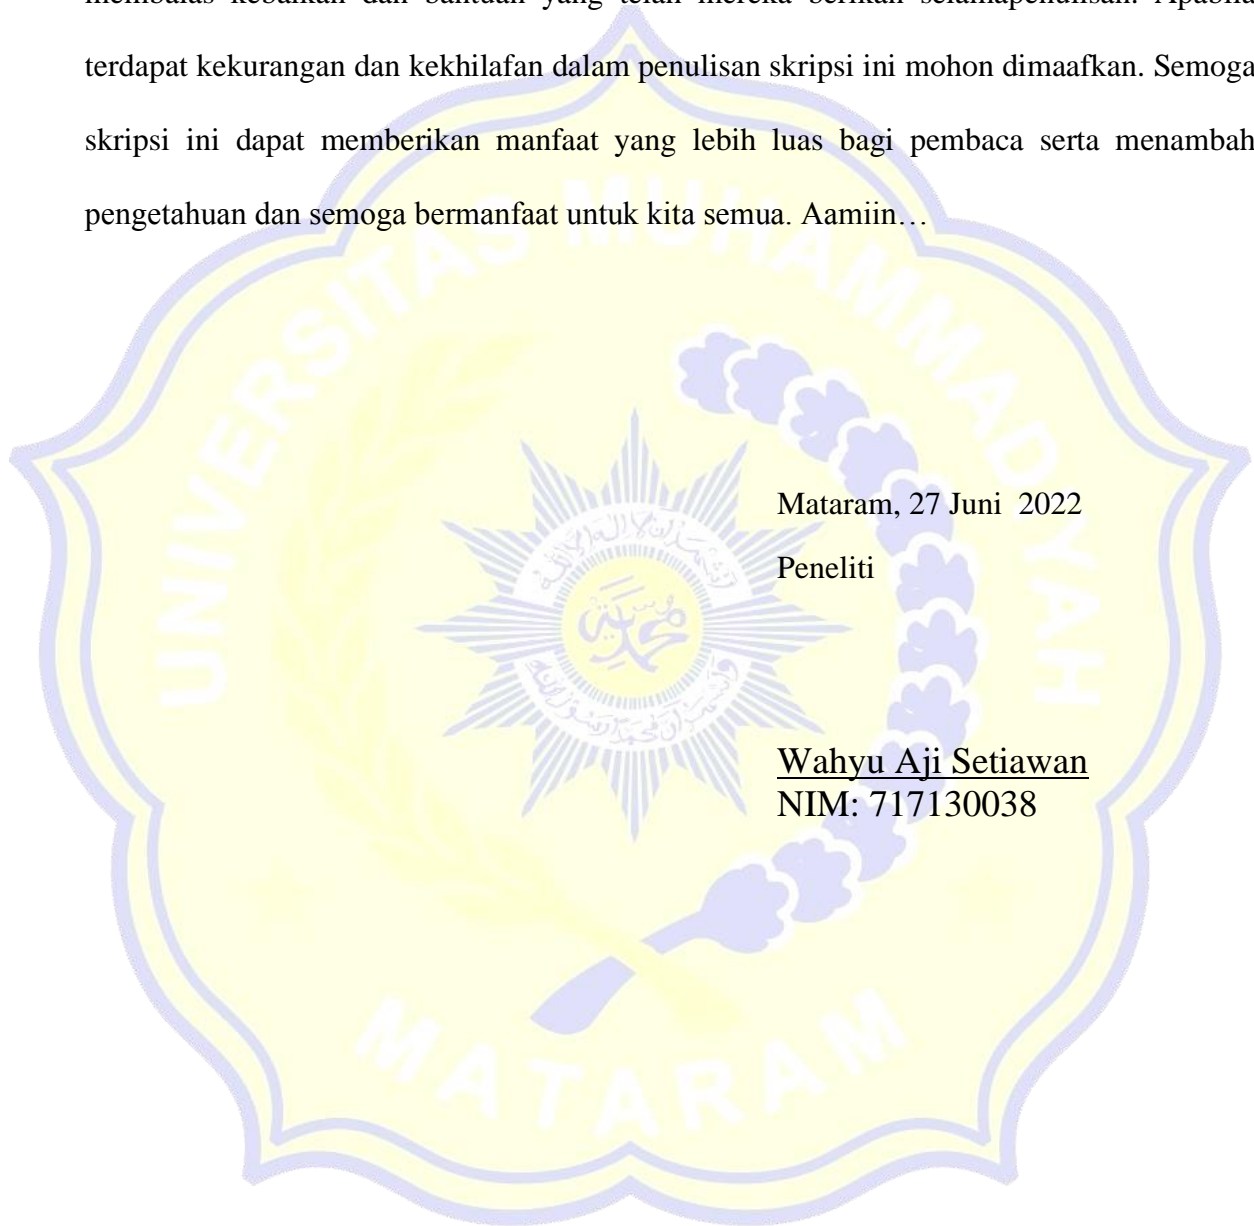 membalas kebaikan dan bantuan yang telah mereka berikan selamapenulisan. Apabila
terdapat kekurangan dan kekhilafan dalam penulisan skripsi ini mohon dimaafkan. Semoga
skripsi ini dapat memberikan manfaat yang lebih luas bagi pembaca serta menambah
pengetahuan dan semoga bermanfaat untuk kita semua. Aamiin…
UNIVERSITAS MUHAMMADIYAH
Mataram, 27 Juni 2022
Peneliti
Wahyu Aji Setiawan
NIM: 717130038
MATARAM